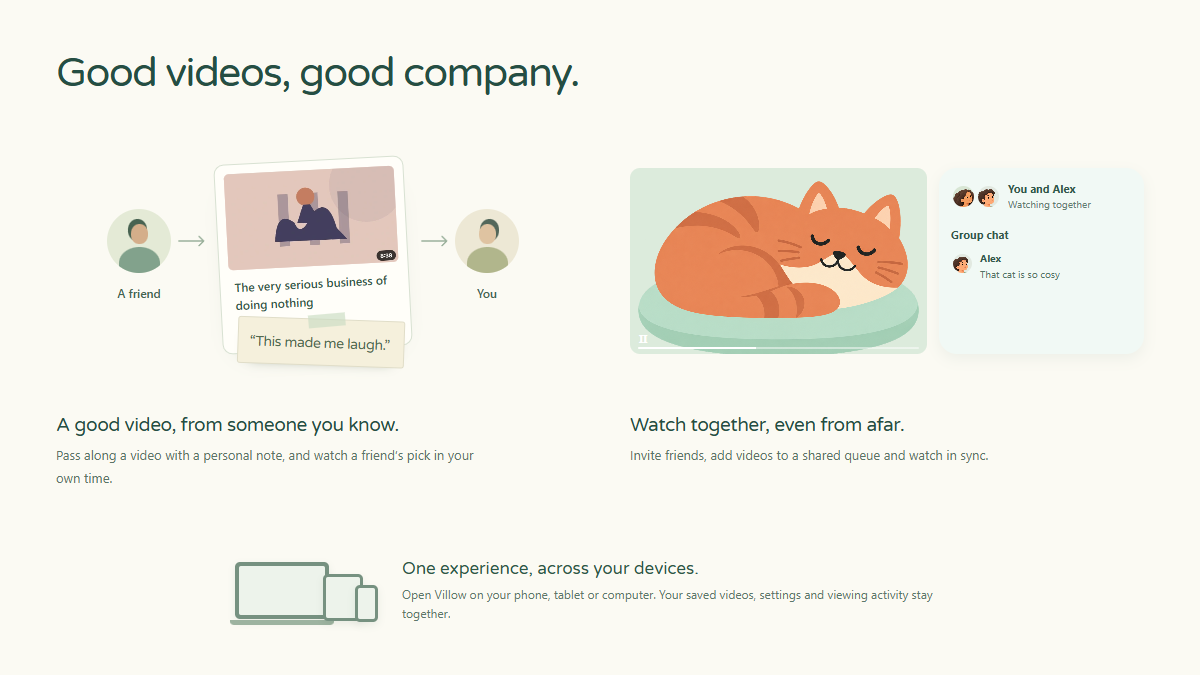 Good videos, good company.
A friend
8:38
The very serious business of
doing nothing
“This made me laugh.”
You
You and Alex
Watching together
Group chat
Alex
That cat is so cosy
A good video, from someone you know.
Pass along a video with a personal note, and watch a friend’s pick in your
own time.
Watch together, even from afar.
Invite friends, add videos to a shared queue and watch in sync.
One experience, across your devices.
Open Villow on your phone, tablet or computer. Your saved videos, settings and viewing activity stay
together.